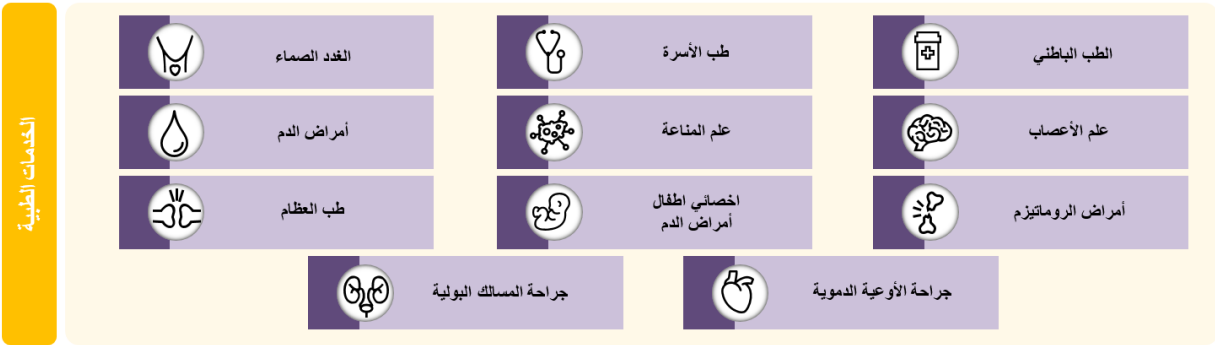 الخدمات الطبية
الطب الباطني
طب الأسرة
الغدد الصماء
علم الأعصاب
علم المناعة
أمراض الدم
أمراض الروماتيزم
اخصائي اطفال
أمراض الدم
طب العظام
جراحة الأوعية الدموية
جراحة المسالك البولية